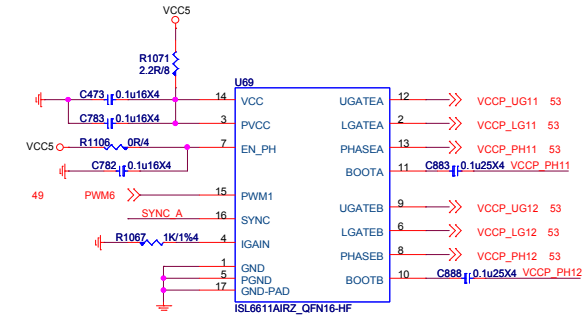 VCC5
R1071
2.2R/8
U69
C473 0.1u16X4 14 VCC UGATEA 12 VCCP_UG11 53
C783 0.1u16X4 3 PVCC LGATEA 2 VCCP_LG11 53
VCC5 R1106 0R/4 7 EN_PH PHASEA 13 VCCP_PH11 53
C782 0.1u16X4 BOOTA 11 C883 0.1u25X4 VCCP_PH11
49 PWM6 15 PWM1 UGATEB 9 VCCP_UG12 53
SYNC_A 16 SYNC LGATEB 6 VCCP_LG12 53
R1067 1K/1%4 4 IGAIN PHASEB 8 VCCP_PH12 53
1 GND BOOTB 10 C888 0.1u25X4 VCCP_PH12
5 PGND
17 GND-PAD
ISL6611AIRZ_QFN16-HF